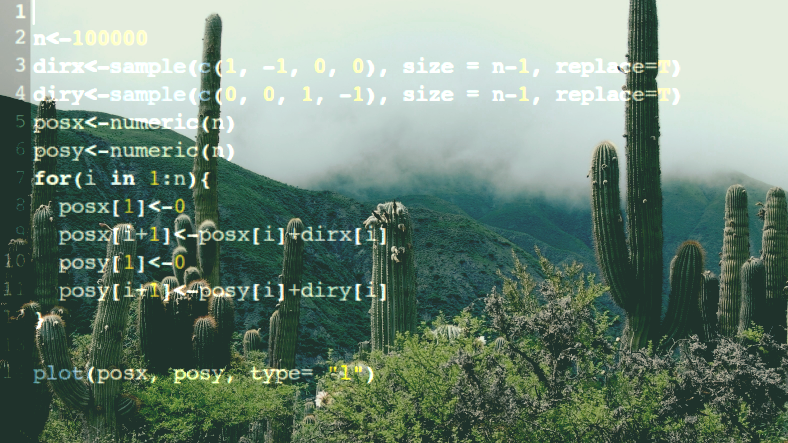 1
2 n<-100000
3 dirx<-sample(c(1, -1, 0, 0), size = n-1, replace=T)
4 diry<-sample(c(0, 0, 1, -1), size = n-1, replace=T)
5 posx<-numeric(n)
6 posy<-numeric(n)
7 for(i in 1:n){
8 posx[1]<-0
9 posx[i+1]<-posx[i]+dirx[i]
10 posy[1]<-0
11 posy[i+1]<-posy[i]+diry[i]
plot(posx, posy, type= "l")